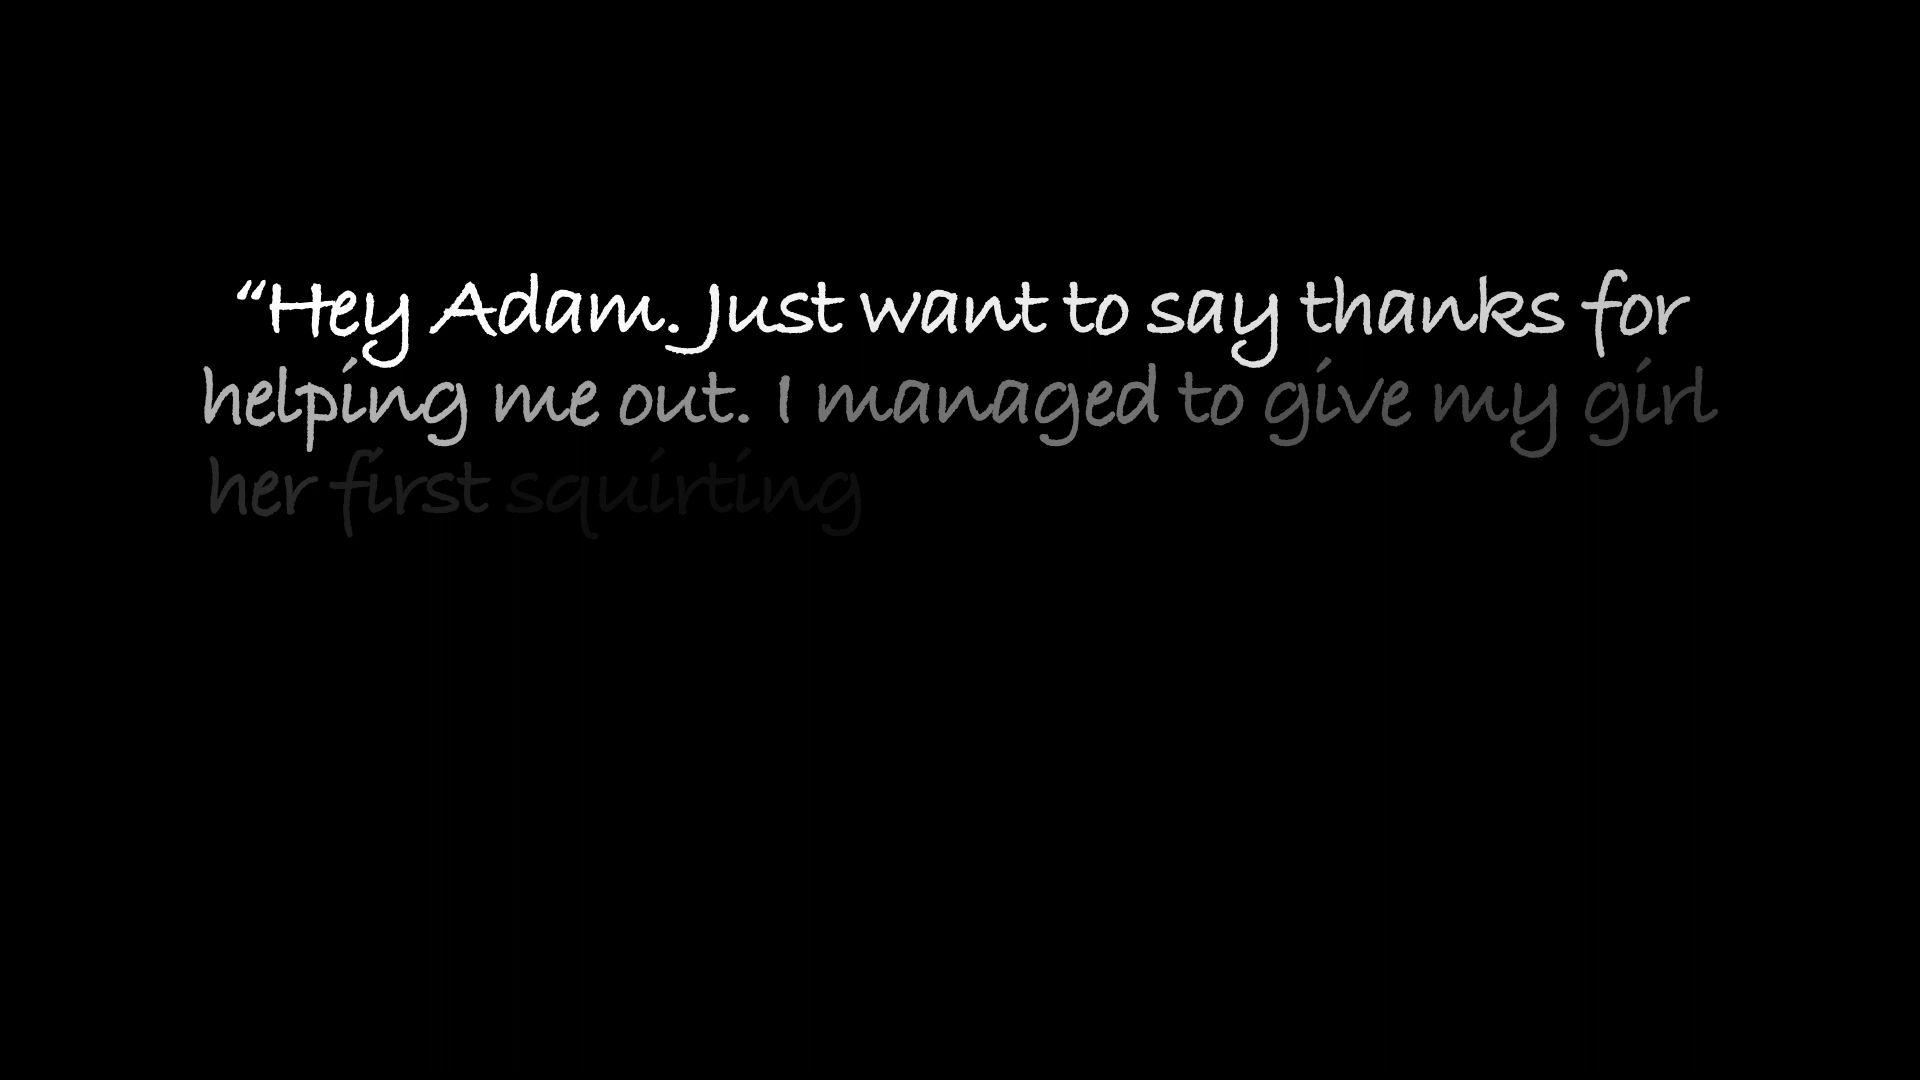 “Hey Adam. Just want to say thanks for
helping me out. I managed to give my girl
her first squirting